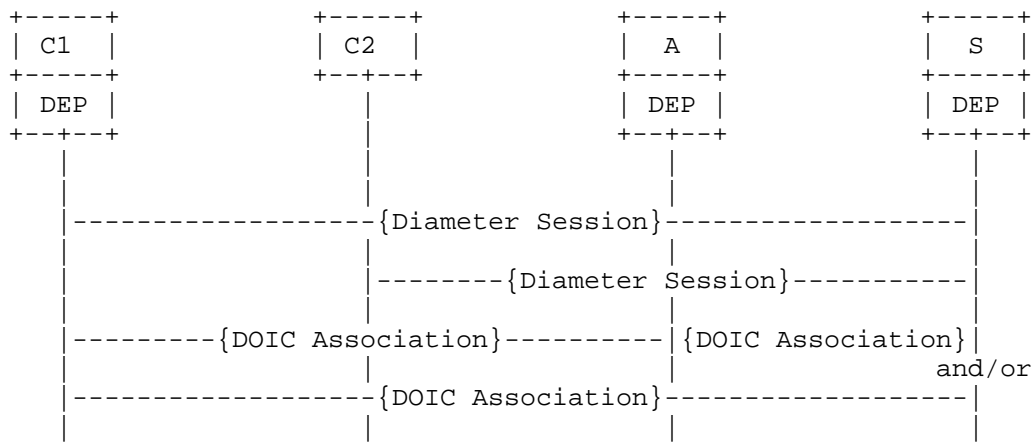 C1 C2 A S
DEP DEP DEP
{Diameter Session}
{Diameter Session}
{DOIC Association} {DOIC Association}
and/or
{DOIC Association}